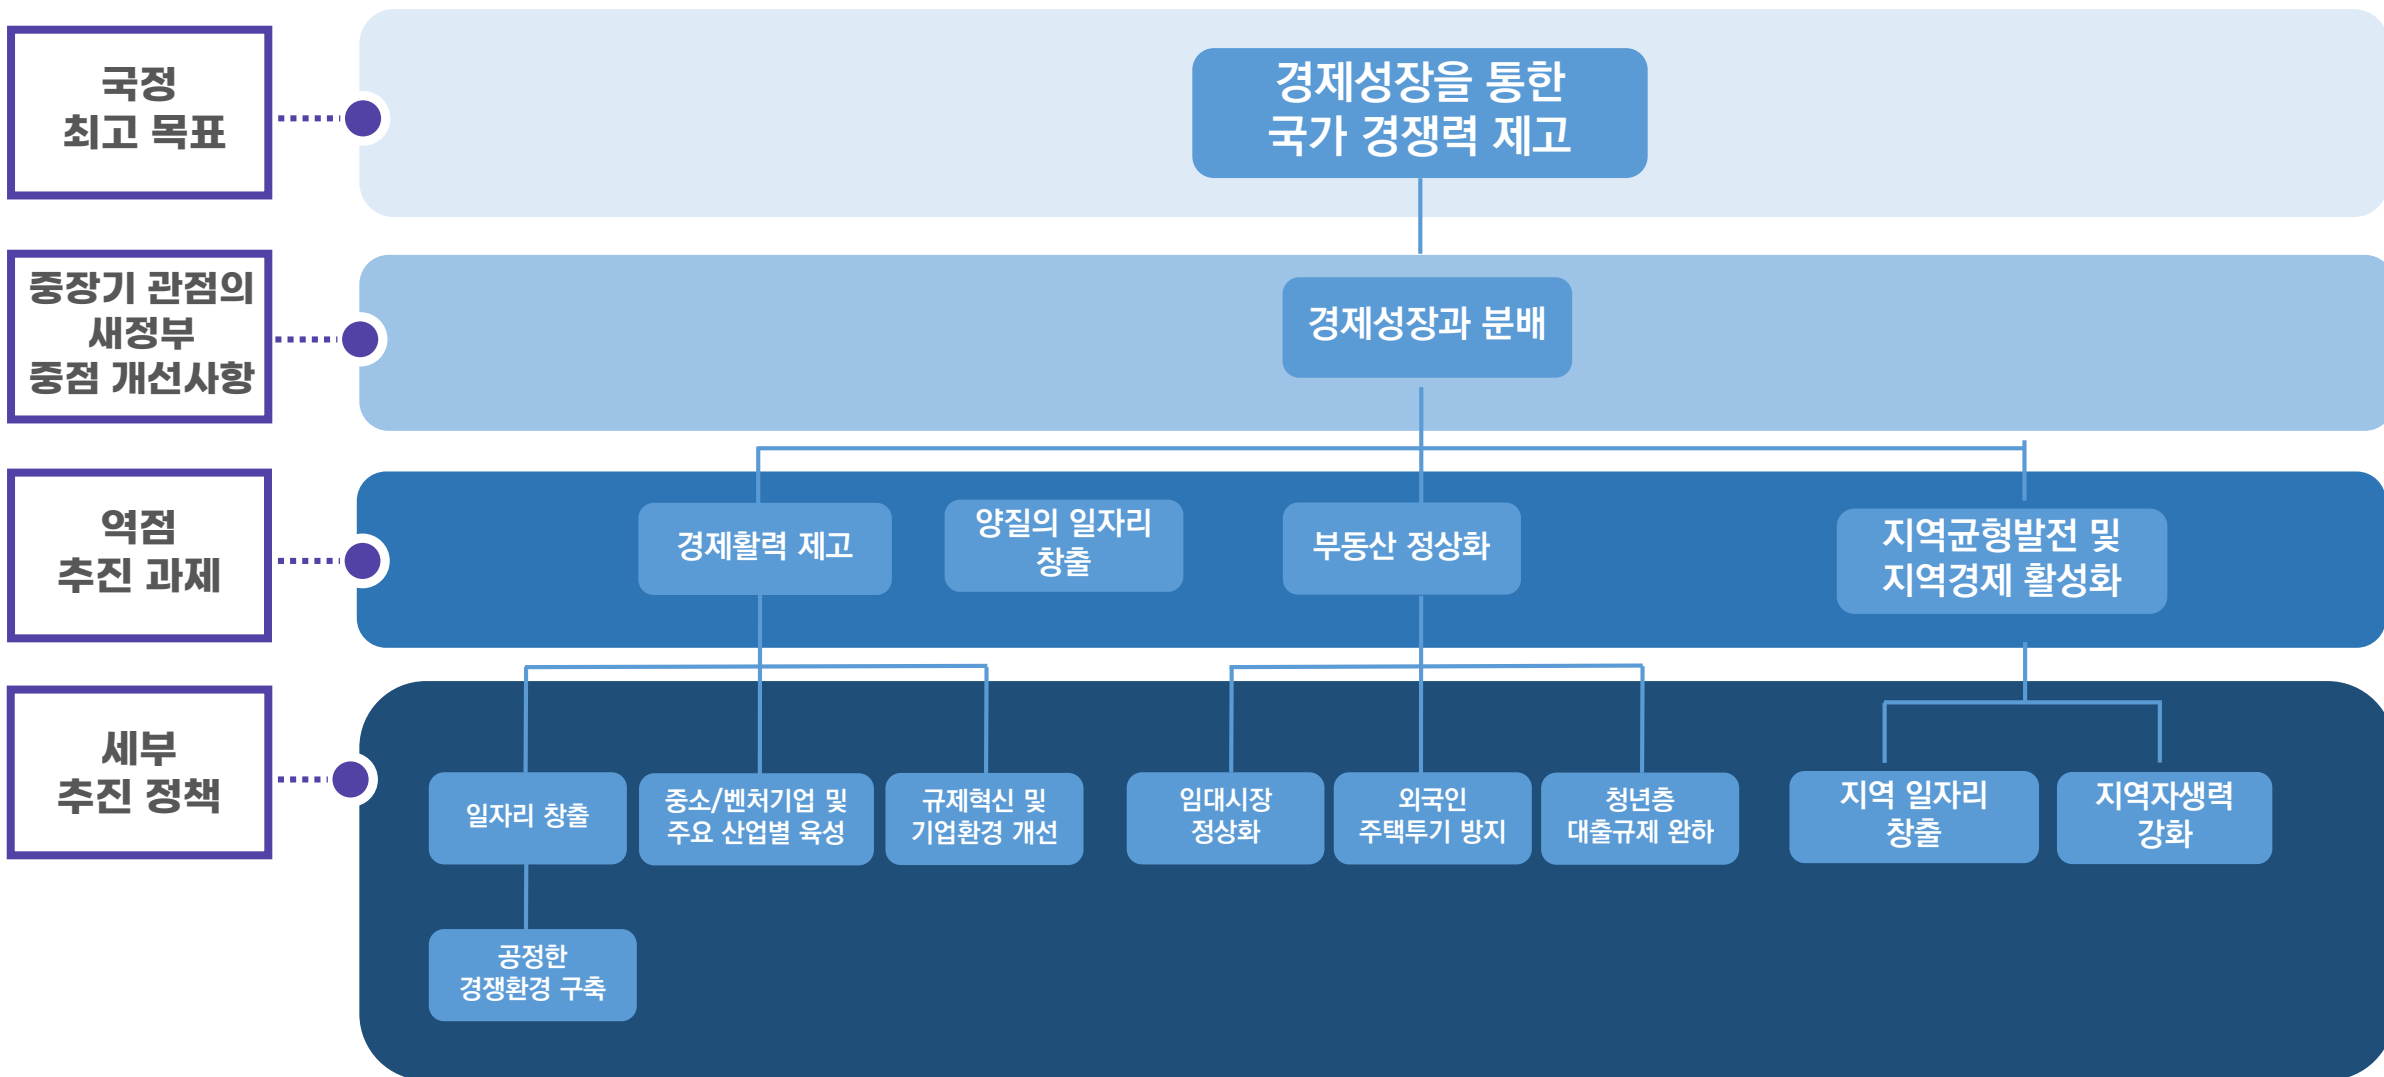 국정
최고 목표
경제성장을 통한
국가 경쟁력 제고
중장기 관점의
새정부
중점 개선사항
경제성장과 분배
역점
추진 과제
경제활력 제고
양질의 일자리
창출
부동산 정상화
지역균형발전 및
지역경제 활성화
세부
추진 정책
일자리 창출
중소/벤처기업 및
주요 산업별 육성
규제혁신 및
기업환경 개선
임대시장
정상화
외국인
주택투기 방지
청년층
대출규제 완하
지역 일자리
창출
지역자생력
강화
공정한
경쟁환경 구축